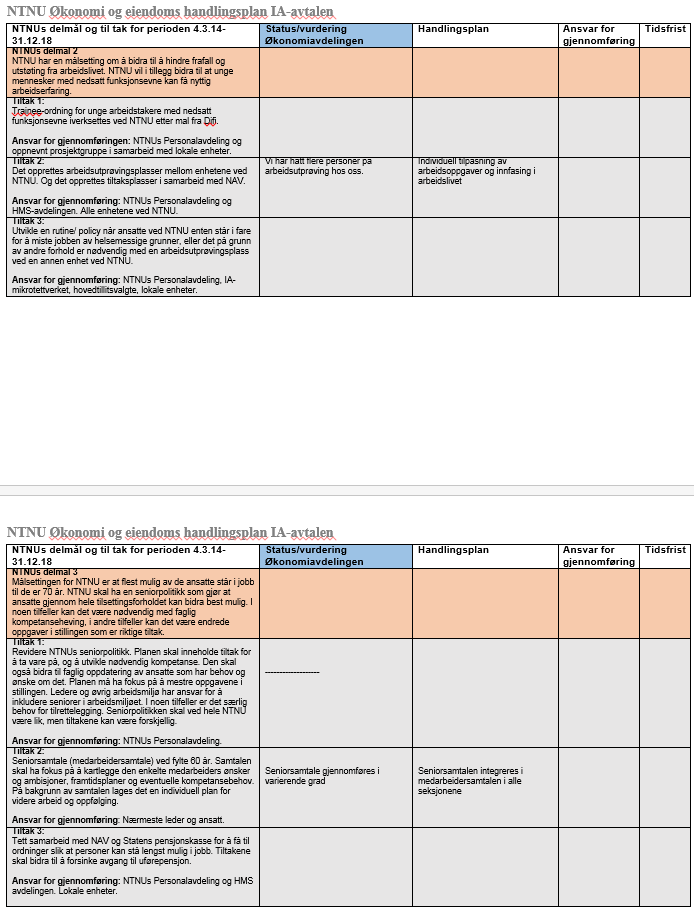 NTNU Økonomi og eiendoms handlingsplan IA-avtalen
NTNUs delmål og til tak for perioden 4.3.14-
31.12.18
Status/vurdering
Økonomiavdelingen
Handlingsplan
Ansvar for
gjennomføring
Tidsfrist
NTNUs delmål 2
NTNU har en målsetting om å bidra til å hindre frafall og
utstøting fra arbeidslivet. NTNU vil i tillegg bidra til at unge
mennesker med nedsatt funksjonsevne kan få nyttig
arbeidserfaring.
Tiltak 1:
Trainee-ordning for unge arbeidstakere med nedsatt
funksjonsevne iverksettes ved NTNU etter mal fra Difi.
Ansvar for gjennomføringen: NTNUs Personalavdeling og
oppnevnt prosjektgruppe i samarbeid med lokale enheter.
Tiltak 2:
Det opprettes arbeidsutprøvingsplasser mellom enhetene ved
NTNU. Og det opprettes tiltaksplasser i samarbeid med NAV.
Ansvar for gjennomføring: NTNUs Personalavdeling og
HMS-avdelingen. Alle enhetene ved NTNU.
Vi har hatt flere personer på
arbeidsutprøving hos oss.
Individuell tilpasning av
arbeidsoppgaver og innfasing i
arbeidslivet
Tiltak 3:
Utvikle en rutine/ policy når ansatte ved NTNU enten står i fare
for å miste jobben av helsemessige grunner, eller det på grunn
av andre forhold er nødvendig med en arbeidsutprøvingsplass
ved en annen enhet ved NTNU.
Ansvar for gjennomføring: NTNUs Personalavdeling, IA-
mikrotettverket, hovedtillitsvalgte, lokale enheter.
NTNU Økonomi og eiendoms handlingsplan IA-avtalen
NTNUs delmål og til tak for perioden 4.3.14-
31.12.18
Status/vurdering
Økonomiavdelingen
Handlingsplan
Ansvar for
gjennomføring
Tidsfrist
NTNUs delmål 3
Målsettingen for NTNU er at flest mulig av de ansatte står i jobb
til de er 70 år. NTNU skal ha en seniorpolitikk som gjør at
ansatte gjennom hele tilsettingsforholdet kan bidra best mulig. I
noen tilfeller kan det være nødvendig med faglig
kompetanseheving, i andre tilfeller kan det være endrede
oppgaver i stillingen som er riktige tiltak.
Tiltak 1:
Revidere NTNUs seniorpolitikk. Planen skal inneholde tiltak for
å ta vare på, og å utvikle nødvendig kompetanse. Den skal
også bidra til faglig oppdatering av ansatte som har behov og
ønske om det. Planen må ha fokus på å mestre oppgavene i
stillingen. Ledere og øvrig arbeidsmiljø har ansvar for å
inkludere seniorer i arbeidsmiljøet. I noen tilfeller er det særlig
behov for tilrettelegging. Seniorpolitikken skal ved hele NTNU
være lik, men tiltakene kan være forskjellig.
Ansvar for gjennomføring: NTNUs Personalavdeling.
-------------------
Tiltak 2:
Seniorsamtale (medarbeidersamtale) ved fylte 60 år. Samtalen
skal ha fokus på å kartlegge den enkelte medarbeiders ønsker
og ambisjoner, framtidsplaner og eventuelle kompetansebehov.
På bakgrunn av samtalen lages det en individuell plan for
videre arbeid og oppfølging.
Ansvar for gjennomføring: Nærmeste leder og ansatt.
Seniorsamtale gjennomføres i
varierende grad
Seniorsamtalen integreres i
medarbeidersamtalen i alle
seksjonene
Tiltak 3:
Tett samarbeid med NAV og Statens pensjonskasse for å få til
ordninger slik at personer kan stå lengst mulig i jobb. Tiltakene
skal bidra til å forsinke avgang til uførepensjon.
Ansvar for gjennomføring: NTNUs Personalavdeling og HMS
avdelingen. Lokale enheter.